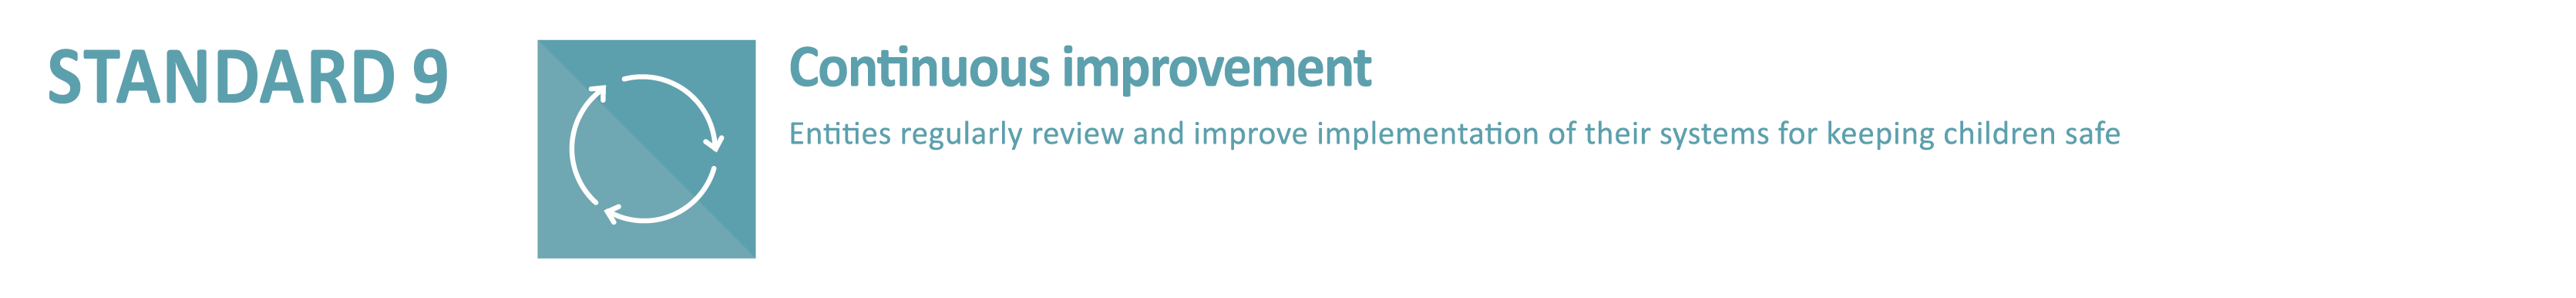 STANDARD 9
Continuous improvement
Entities regularly review and improve implementation of their systems for keeping children safe